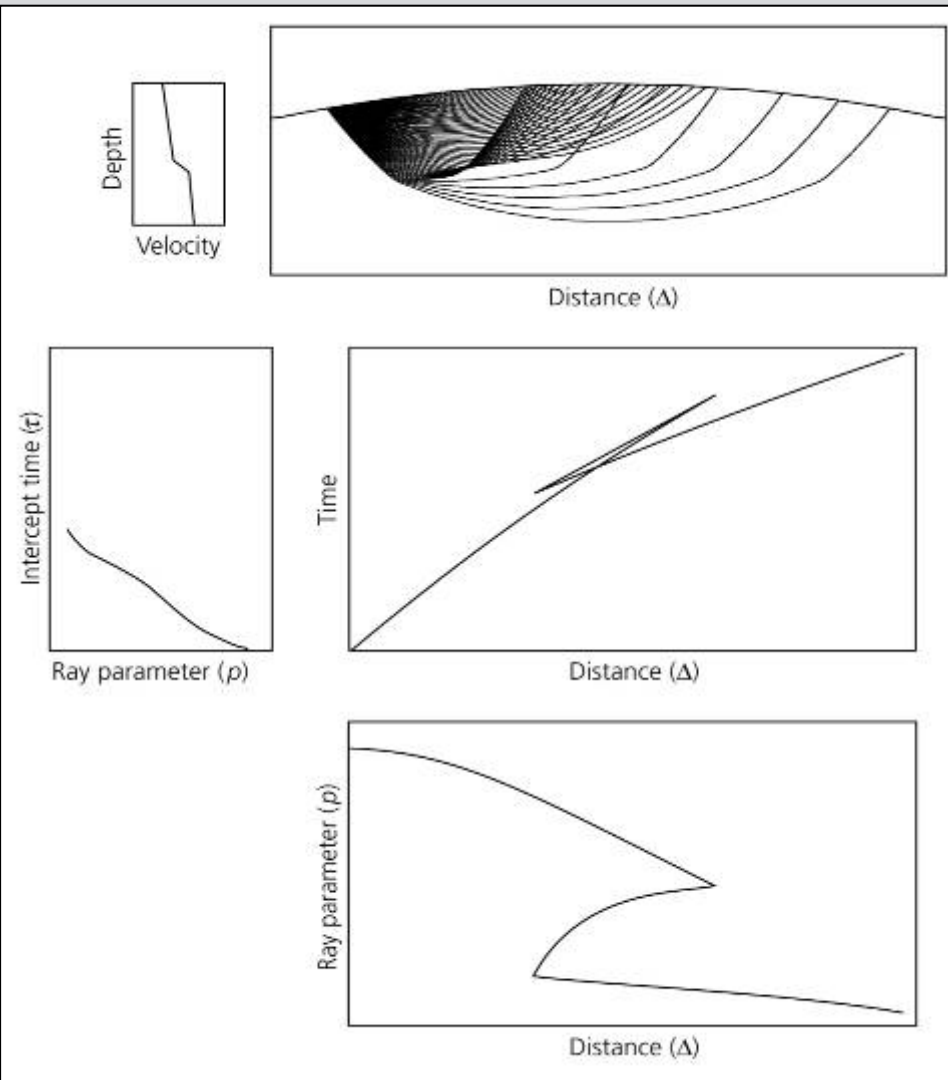 Depth
Velocity
Distance (Δ)
Intercept time (τ)
Ray parameter (p)
Time
Distance (Δ)
Ray parameter (p)
Distance (Δ)